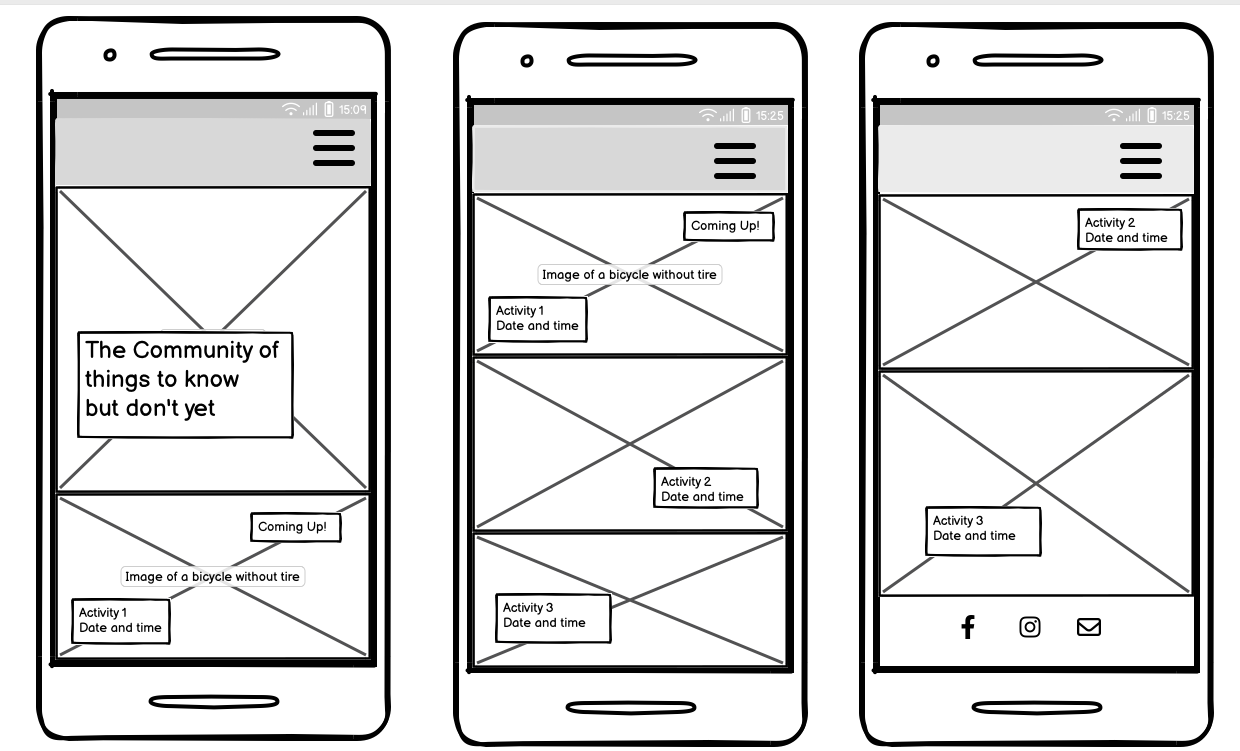 15:09
The Community of
things to know
but don't yet
Coming Up!
Image of a bicycle without tire
Activity 1
Date and time
15:25
Coming Up!
Image of a bicycle without tire
Activity 1
Date and time
Activity 2
Date and time
Activity 3
Date and time
15:25
Activity 2
Date and time
Activity 3
Date and time